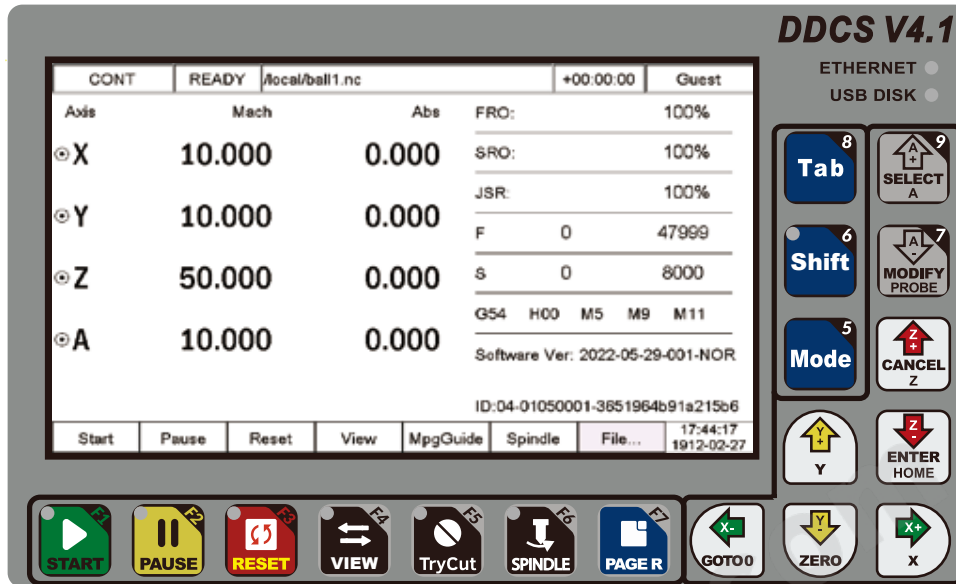 DDCS V4.1
ETHERNET
USB DISK
CONT READY /local/ball1.nc +00:00:00 Guest
Axis Mach Abs
X 10.000 0.000
Y 10.000 0.000
Z 50.000 0.000
A 10.000 0.000
FRO: 100%
SRO: 100%
JSR: 100%
F 0 47999
S 0 8000
G54 H00 M5 M9 M11
Software Ver: 2022-05-29-001-NOR
ID:04-01050001-3651964b91a215b6
Start Pause Reset View MpgGuide Spindle File... 17:44:17
1912-02-27
8
Tab
A+ 9
SELECT
A
6
Shift
A- 7
MODIFY
PROBE
5
Mode
Z+
CANCEL
Z
Y+
Y
Z-
ENTER
HOME
F1
START
F2
PAUSE
F3
RESET
F4
VIEW
F5
TryCut
F6
SPINDLE
F7
PAGE R
X-
GOTO0
Y-
ZERO
X+
X